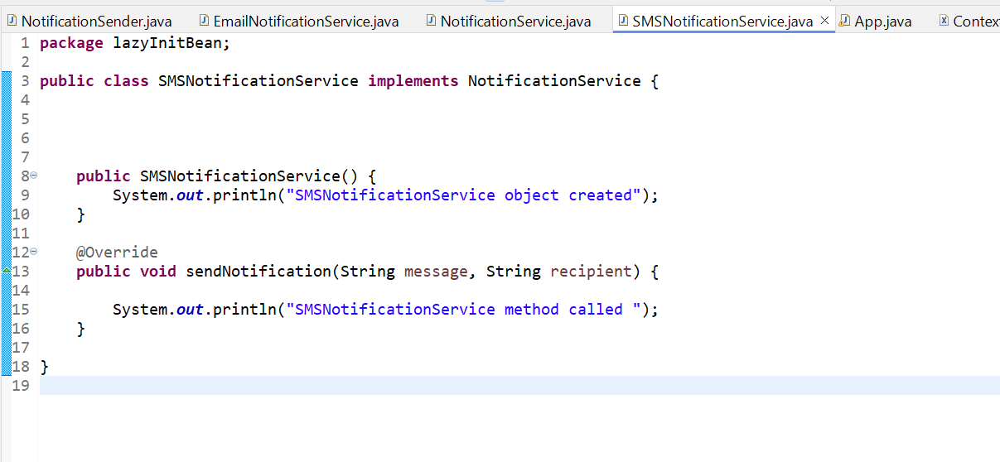 NotificationSender.java EmailNotificationService.java NotificationService.java SMSNotificationService.java App.java Contex
1 package lazyInitBean;
2
3 public class SMSNotificationService implements NotificationService {
4
5
6
7
8 public SMSNotificationService() {
9 System.out.println("SMSNotificationService object created");
10 }
11
12 @Override
13 public void sendNotification(String message, String recipient) {
14
15 System.out.println("SMSNotificationService method called ");
16 }
17
18 }
19